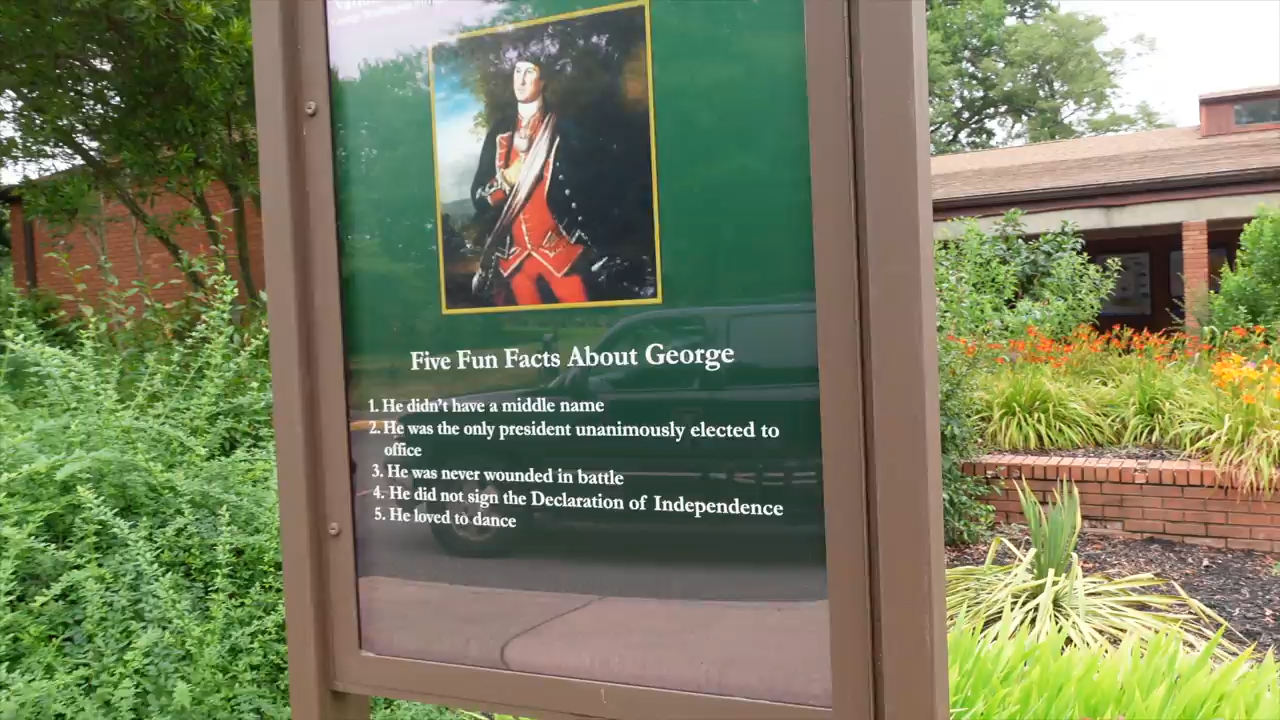 Five Fun Facts About George
1. He didn't have a middle name
2. He was the only president unanimously elected to
office
3. He was never wounded in battle
4. He did not sign the Declaration of Independence
5. He loved to dance